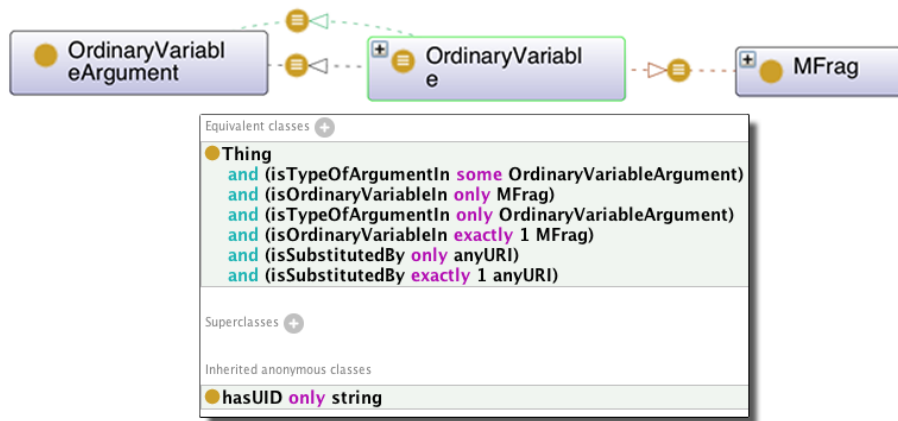 OrdinaryVariabl
eArgument
OrdinaryVariabl
e
MFrag
Equivalent classes
Thing
and (isTypeOfArgumentIn some OrdinaryVariableArgument)
and (isOrdinaryVariableIn only MFrag)
and (isTypeOfArgumentIn only OrdinaryVariableArgument)
and (isOrdinaryVariableIn exactly 1 MFrag)
and (isSubstitutedBy only anyURI)
and (isSubstitutedBy exactly 1 anyURI)
Superclasses
Inherited anonymous classes
hasUID only string